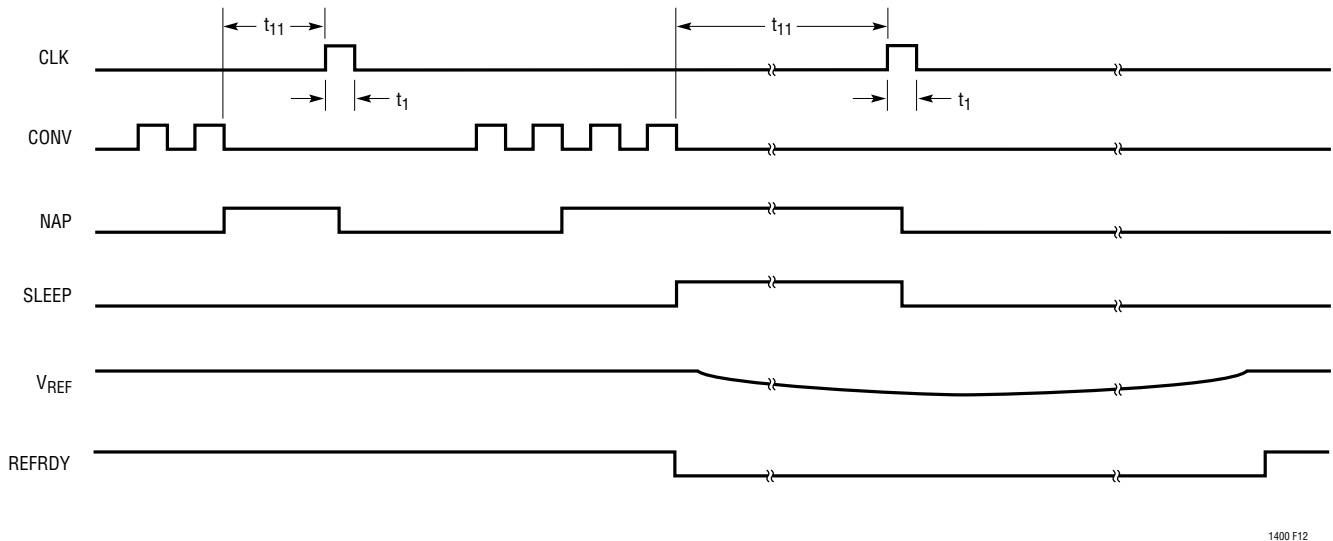 t11 t11
CLK
t1 t1
CONV
NAP
SLEEP
VREF
REFRDY
1400 F12